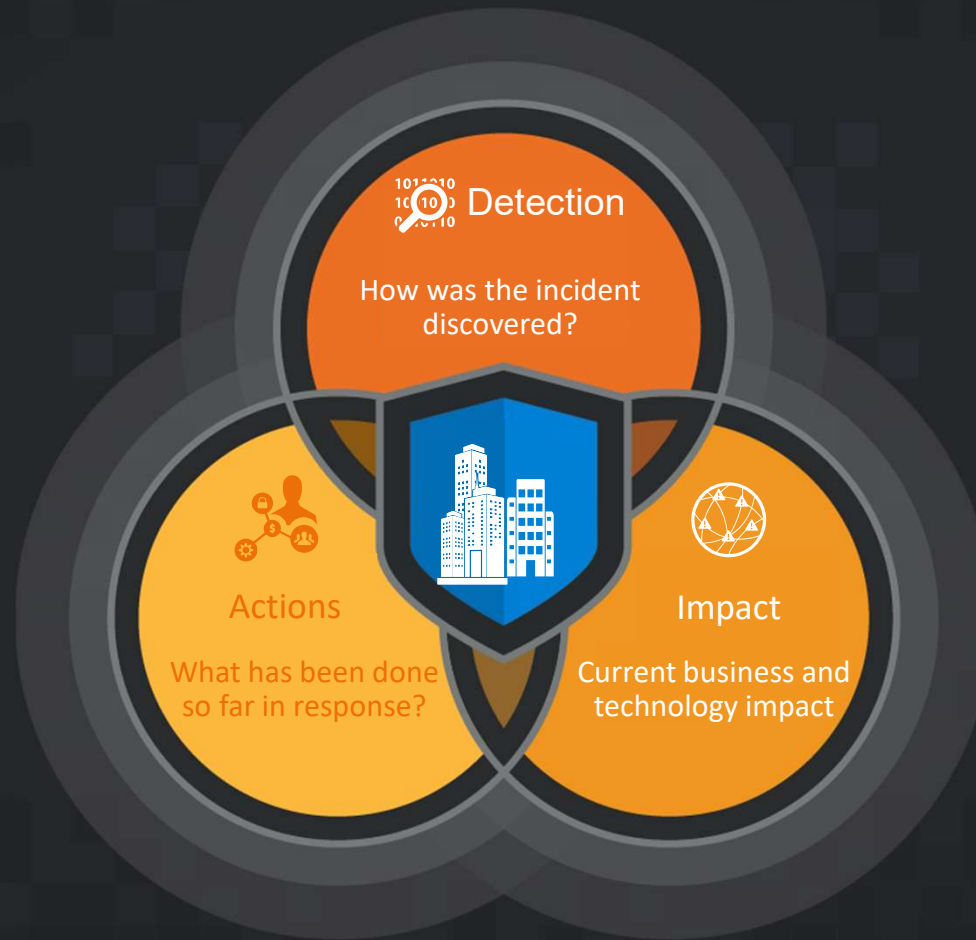 Detection
How was the incident
discovered?
Actions
What has been done
so far in response?
Impact
Current business and
technology impact